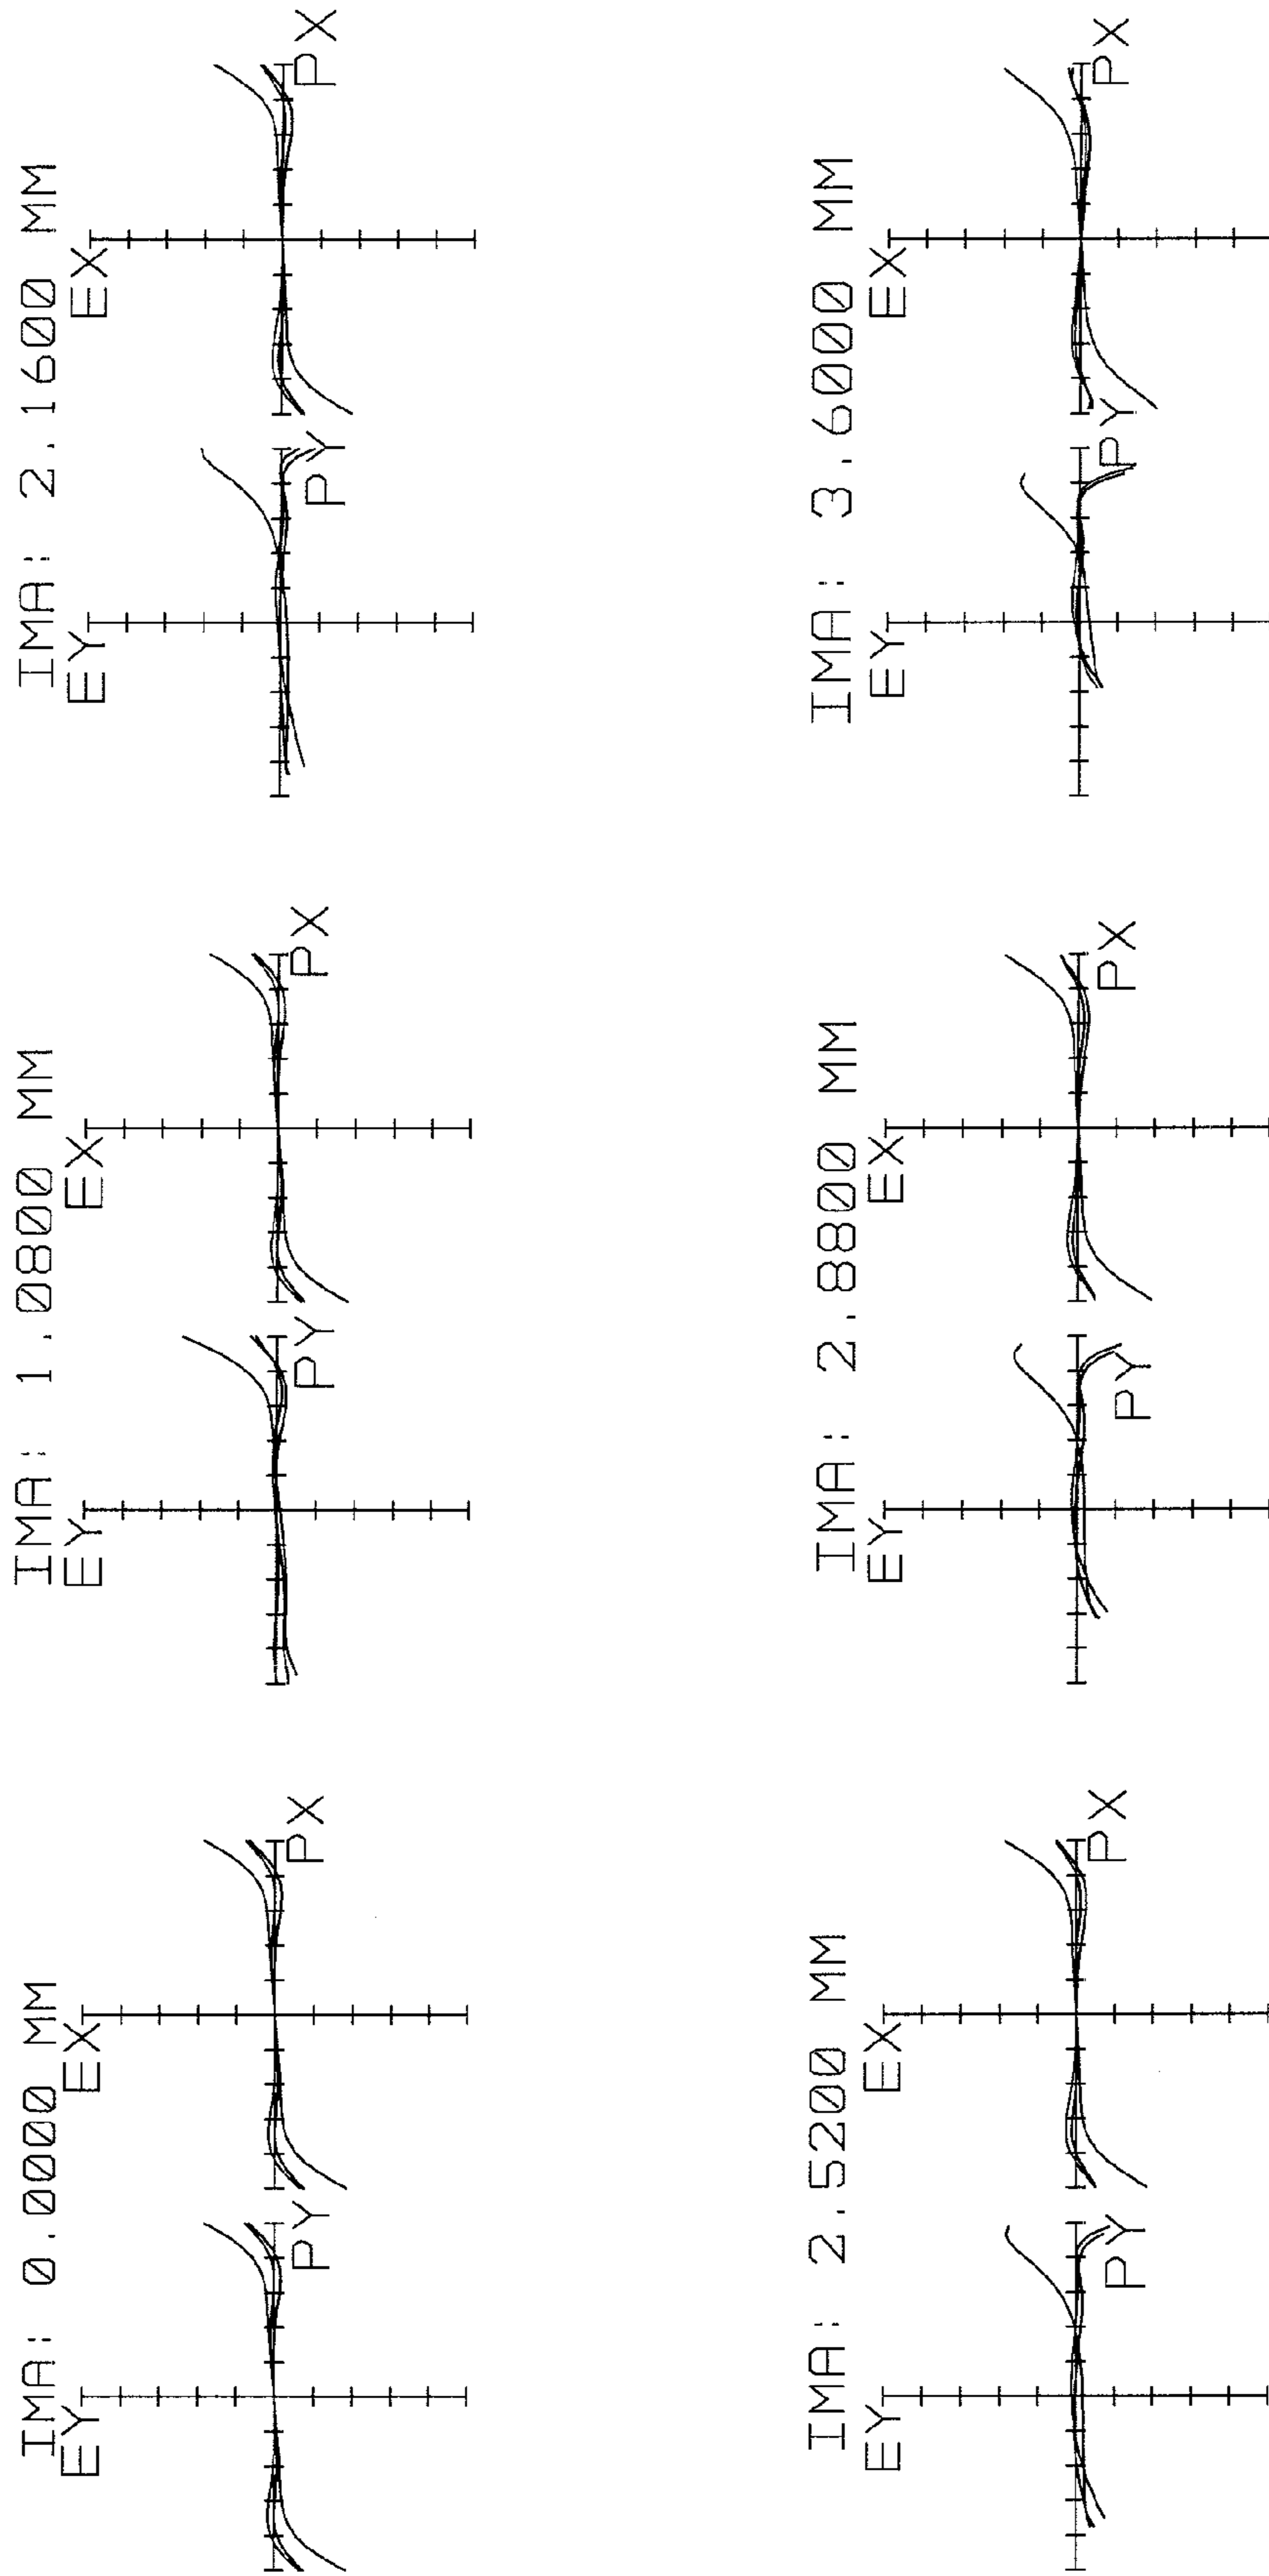 IMA: 0.0000 MM
EY EX
PY PX
IMA: 1.0800 MM
EY EX
PY PX
IMA: 2.1600 MM
EY EX
PY PX
IMA: 2.5200 MM
EY EX
PY PX
IMA: 2.8800 MM
EY EX
PY PX
IMA: 3.6000 MM
EY EX
PY PX